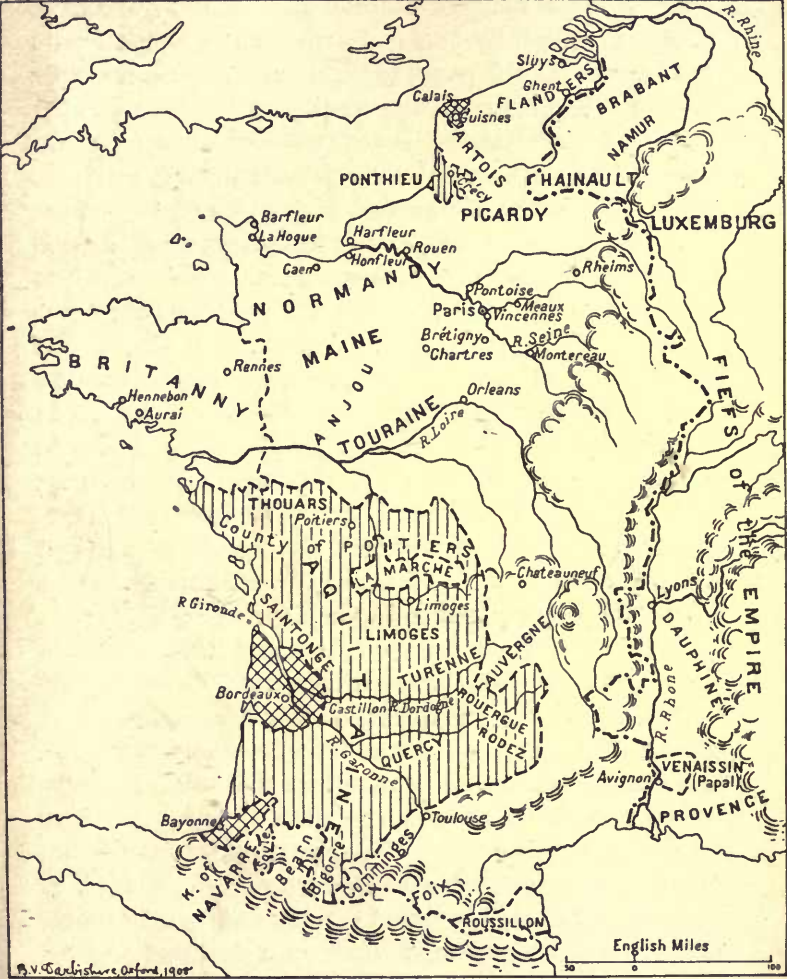 R. Rhine
Sluys
Ghent
FLANDERS
BRABANT
Calais
Guisnes
ARTOIS
NAMUR
PONTHIEU
Crécy
HAINAULT
PICARDY
LUXEMBURG
Barfleur
La Hogue
Harfleur
Rouen
Honfleur
Caen
Rheims
NORMANDY
Pontoise
Paris
Meaux
Vincennes
Brétigny
R. Seine
Chartres
Montereau
MAINE
BRITANNY
Rennes
ANJOU
Hennebon
Aurai
Orleans
TOURAINE
R. Loire
FIEFS of the EMPIRE
THOUARS
Poitiers
County of POITIERS
LA MARCHE
Chateauneuf
Limoges
Lyons
AQUITAINE
R Gironde
SAINTONGE
LIMOGES
DAUPHINE
TURENNE
AUVERGNE
Bordeaux
Castillon
R. Dordogne
ROUERGUE
RODEZ
R. Rhone
QUERCY
R. Garonne
VENAISSIN
(Papal)
Avignon
PROVENCE
Bayonne
Toulouse
K. of
NAVARRE
Bearn
Bigorre
Comminges
Foix
ROUSSILLON
English Miles
50 0 100
B.V. Darbishire, Oxford, 1908